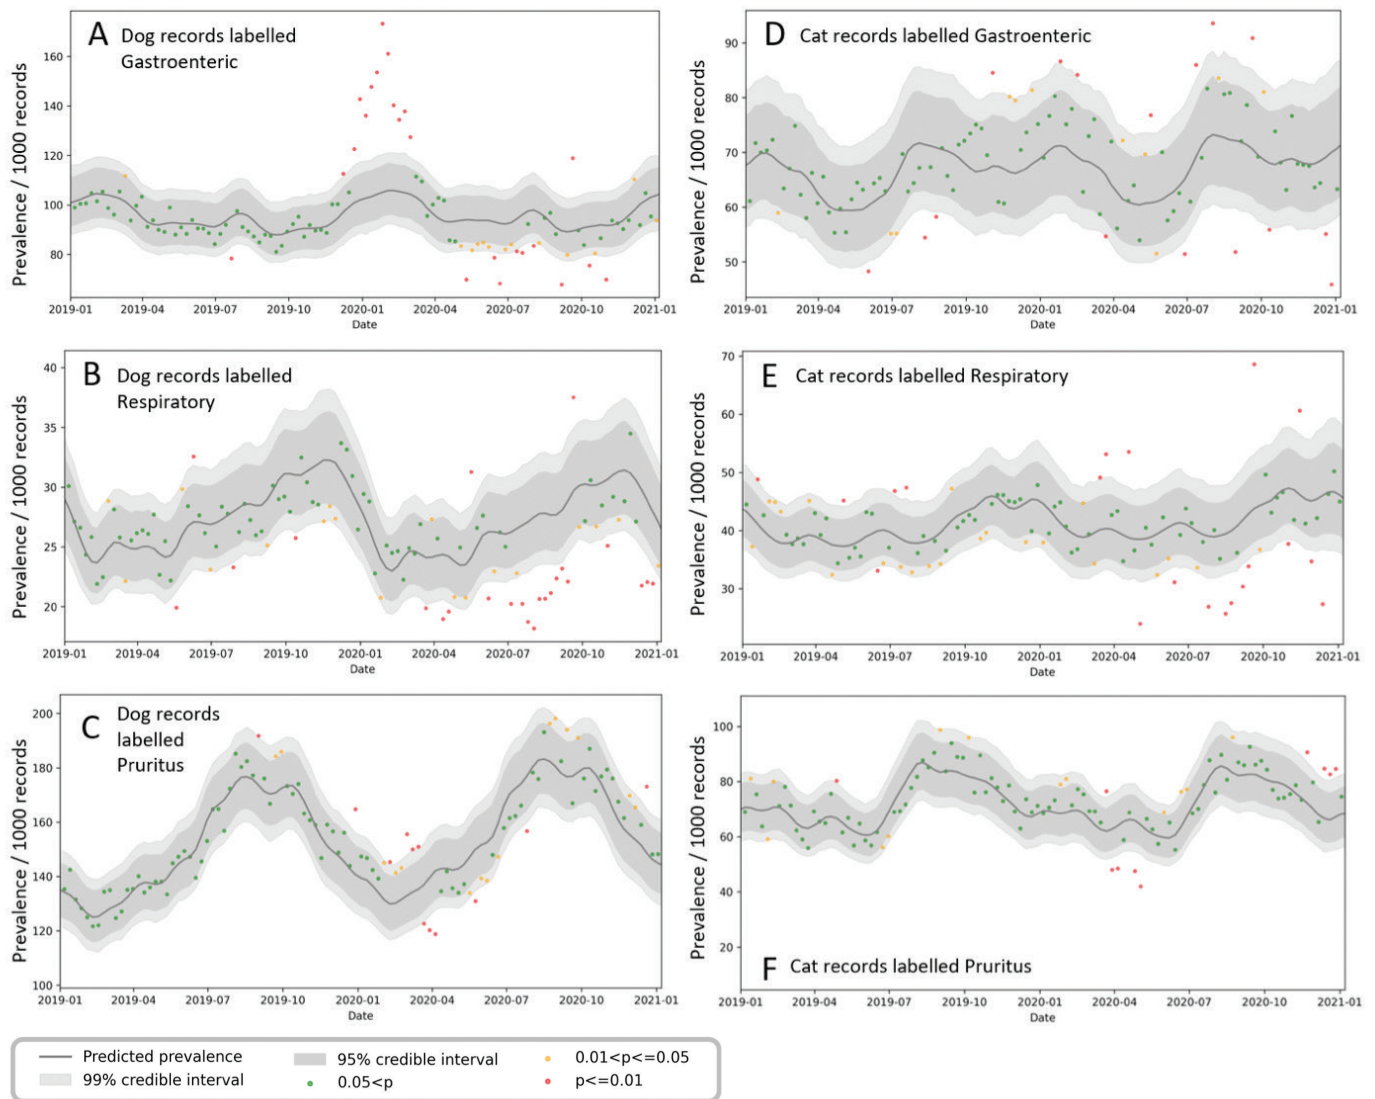 A
Dog records labelled
Gastroenteric
Prevalence / 1000 records
160
140
120
100
80
2019-01 2019-04 2019-07 2019-10 2020-01 2020-04 2020-07 2020-10 2021-01
Date
D Cat records labelled Gastroenteric
Prevalence / 1000 records
90
80
70
60
50
2019-01 2019-04 2019-07 2019-10 2020-01 2020-04 2020-07 2020-10 2021-01
Date
B
Dog records labelled
Respiratory
Prevalence / 1000 records
40
35
30
25
20
2019-01 2019-04 2019-07 2019-10 2020-01 2020-04 2020-07 2020-10 2021-01
Date
E Cat records labelled Respiratory
Prevalence / 1000 records
70
60
50
40
30
2019-01 2019-04 2019-07 2019-10 2020-01 2020-04 2020-07 2020-10 2021-01
Date
C
Dog records
labelled
Pruritus
Prevalence / 1000 records
200
180
160
140
120
100
2019-01 2019-04 2019-07 2019-10 2020-01 2020-04 2020-07 2020-10 2021-01
Date
Prevalence / 1000 records
100
80
60
40
20
F Cat records labelled Pruritus
2019-01 2019-04 2019-07 2019-10 2020-01 2020-04 2020-07 2020-10 2021-01
Date
Predicted prevalence 95% credible interval 0.01<p<=0.05
99% credible interval 0.05<p p<=0.01